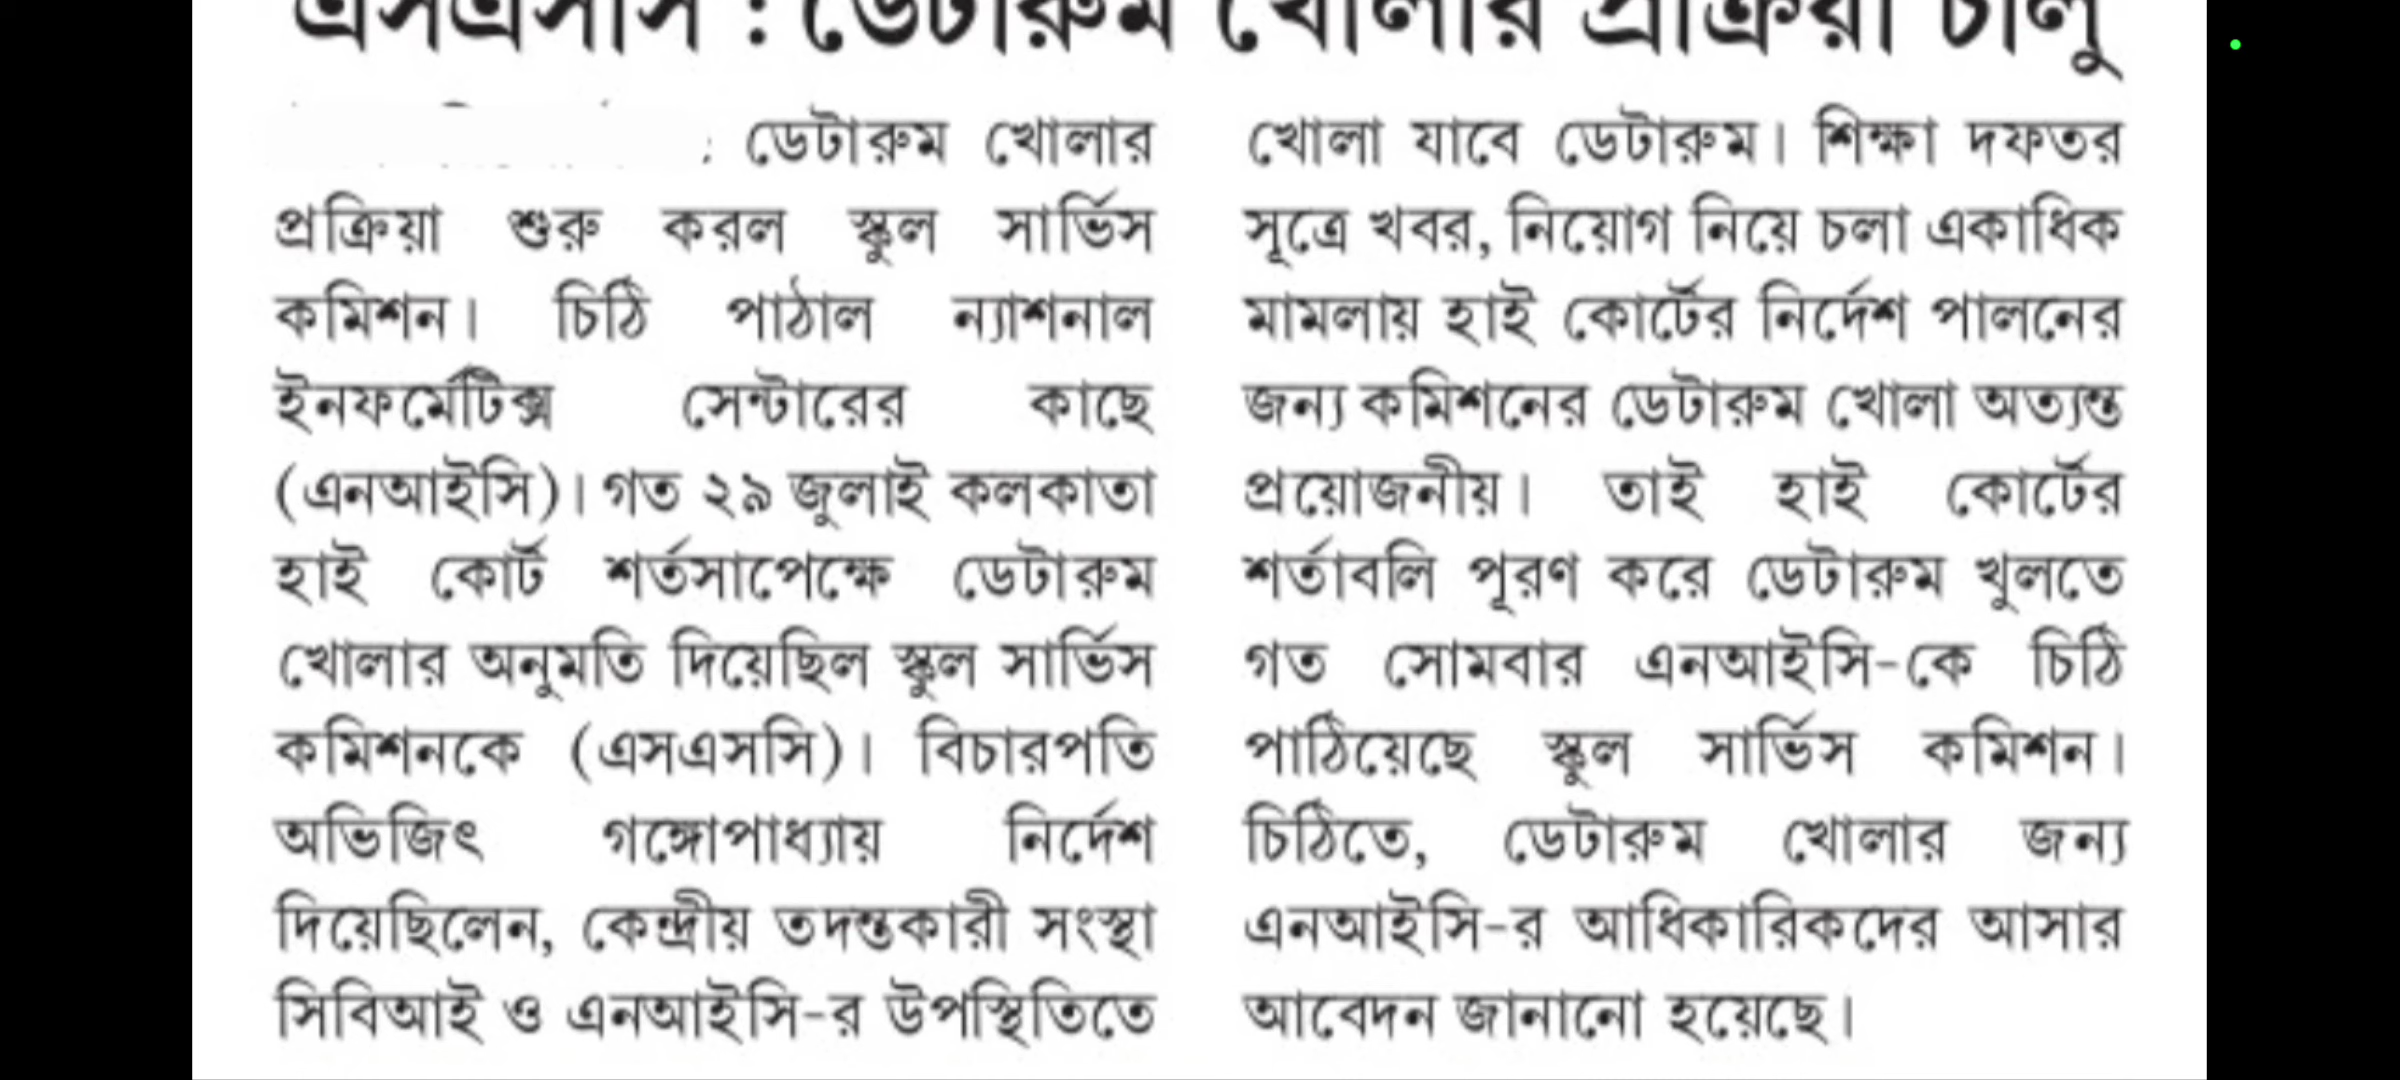 এসএসসি : ডেটারুম খোলার প্রক্রিয়া চালু
: ডেটারুম খোলার
প্রক্রিয়া শুরু করল স্কুল সার্ভিস
কমিশন। চিঠি পাঠাল ন্যাশনাল
ইনফর্মেটিক্স সেন্টারের কাছে
(এনআইসি)। গত ২৯ জুলাই কলকাতা
হাই কোর্ট শর্তসাপেক্ষে ডেটারুম
খোলার অনুমতি দিয়েছিল স্কুল সার্ভিস
কমিশনকে (এসএসসি)। বিচারপতি
অভিজিৎ গঙ্গোপাধ্যায় নির্দেশ
দিয়েছিলেন, কেন্দ্রীয় তদন্তকারী সংস্থা
সিবিআই ও এনআইসি-র উপস্থিতিতে
খোলা যাবে ডেটারুম। শিক্ষা দফতর
সূত্রে খবর, নিয়োগ নিয়ে চলা একাধিক
মামলায় হাই কোর্টের নির্দেশ পালনের
জন্য কমিশনের ডেটারুম খোলা অত্যন্ত
প্রয়োজনীয়। তাই হাই কোর্টের
শর্তাবলি পূরণ করে ডেটারুম খুলতে
গত সোমবার এনআইসি-কে চিঠি
পাঠিয়েছে স্কুল সার্ভিস কমিশন।
চিঠিতে, ডেটারুম খোলার জন্য
এনআইসি-র আধিকারিকদের আসার
আবেদন জানানো হয়েছে।